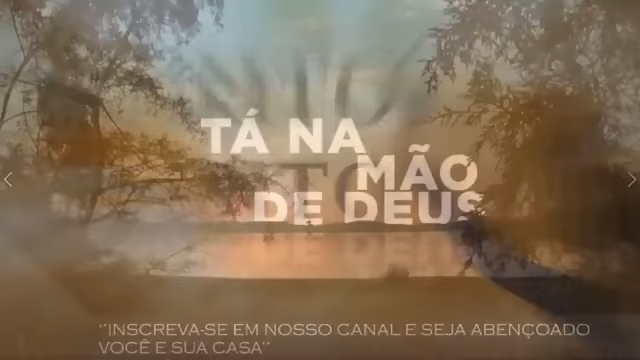 TÁ NA
MÃO
DE DEUS
"INSCREVA-SE EM NOSSO CANAL E SEJA ABENÇOADO
VOCÊ E SUA CASA"